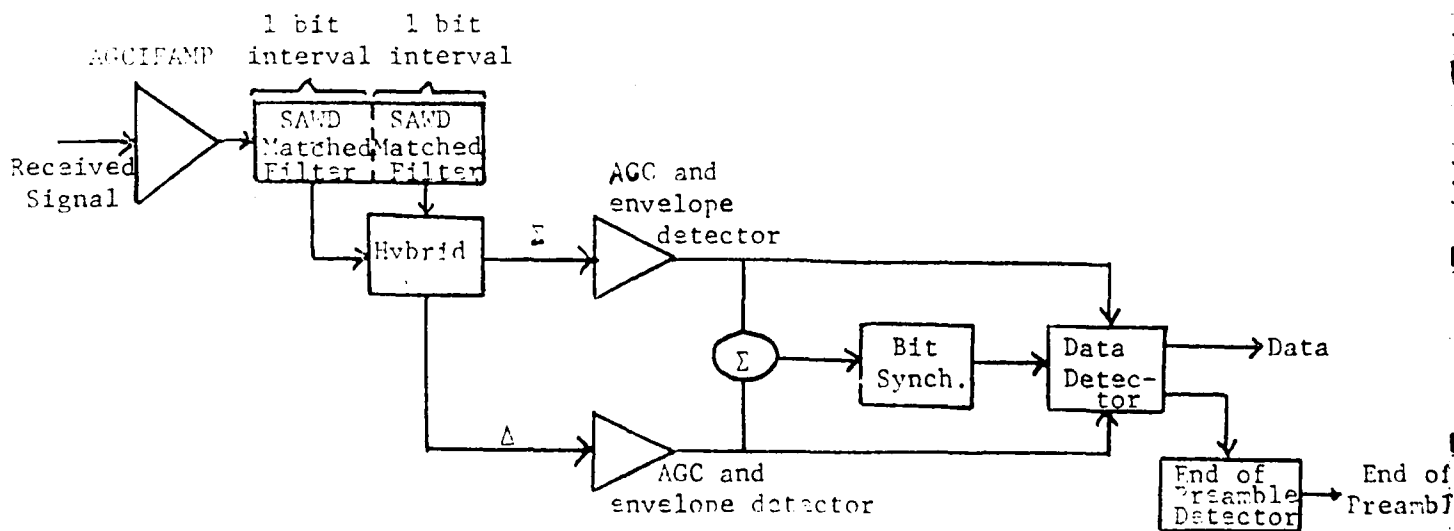 1 bit
interval
1 bit
interval
AGCIFAMP
Received
Signal
SAWD
Matched
Filter
SAWD
Matched
Filter
Hybrid
Σ
AGC and
envelope
detector
Σ
Bit
Synch.
Data
Detec-
tor
Data
Δ
AGC and
envelope detector
End of
Preamble
Detector
End of
Preambl